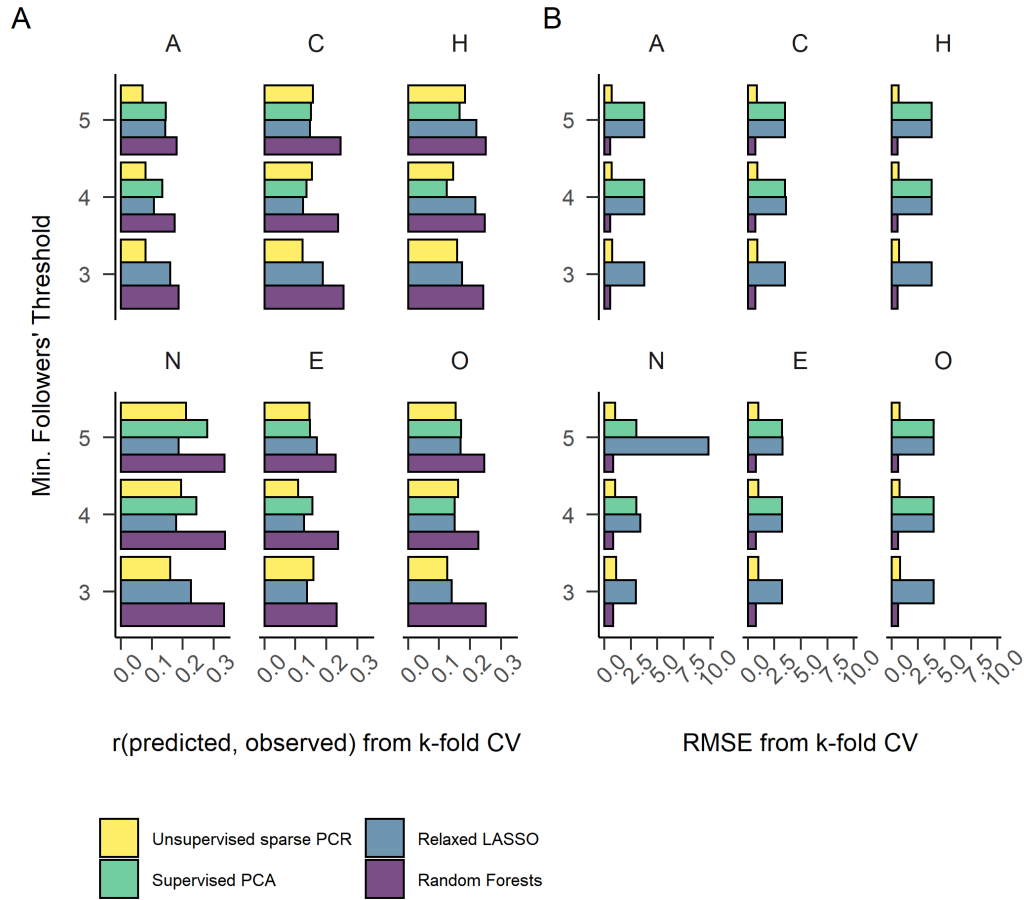 A
B
A C H
A C H
Min. Followers' Threshold
5
4
3
5
4
3
N E O
N E O
5
4
3
5
4
3
0.0 0.1 0.2 0.3
0.0 0.1 0.2 0.3
0.0 0.1 0.2 0.3
0.0 2.5 5.0 7.5 10.0
0.0 2.5 5.0 7.5 10.0
0.0 2.5 5.0 7.5 10.0
r(predicted, observed) from k-fold CV
RMSE from k-fold CV
Unsupervised sparse PCR
Relaxed LASSO
Supervised PCA
Random Forests